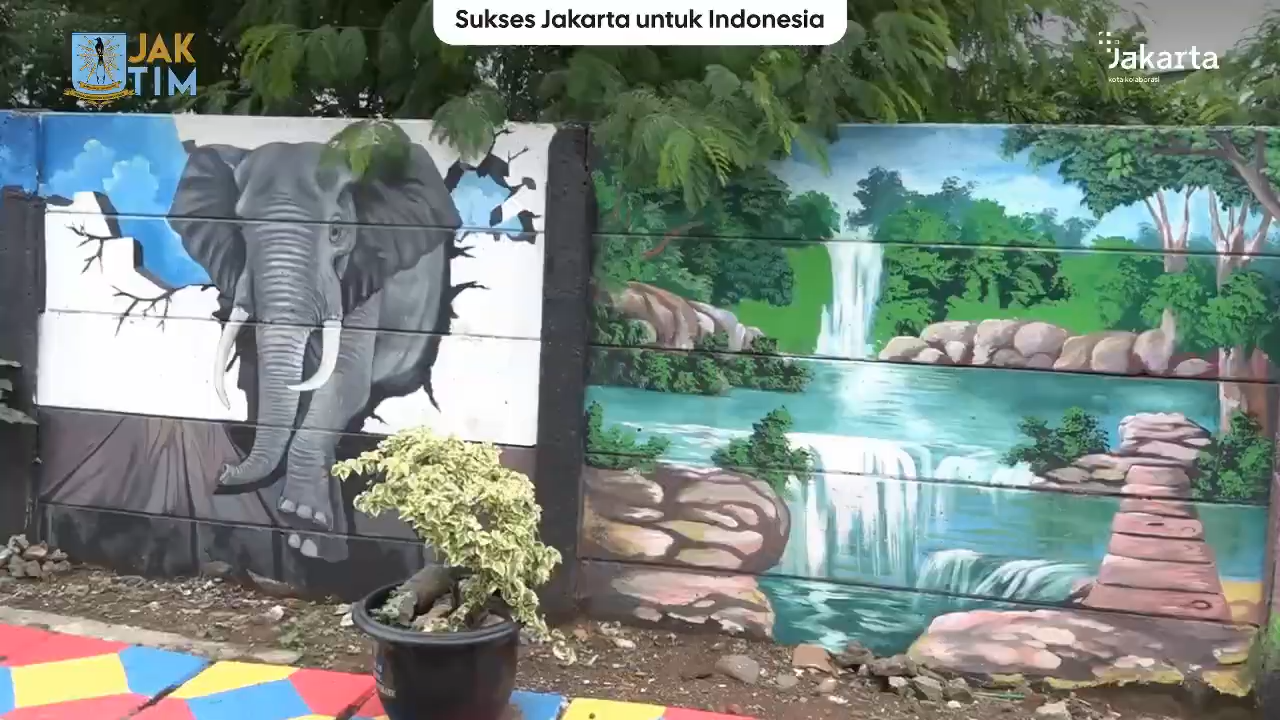 Sukses Jakarta untuk Indonesia
JAK
TIM
Jakarta
kota kolaborasi